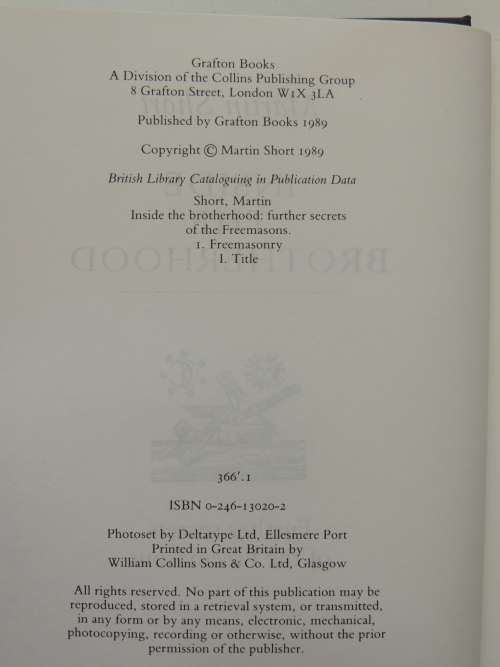 Grafton Books
A Division of the Collins Publishing Group
8 Grafton Street, London W1X 3LA
Published by Grafton Books 1989
Copyright © Martin Short 1989
British Library Cataloguing in Publication Data
Short, Martin
Inside the brotherhood: further secrets
of the Freemasons.
1. Freemasonry
I. Title
BROTHERHOOD
366'.1
ISBN 0-246-13020-2
Photoset by Deltatype Ltd, Ellesmere Port
Printed in Great Britain by
William Collins Sons & Co. Ltd, Glasgow
All rights reserved. No part of this publication may be
reproduced, stored in a retrieval system, or transmitted,
in any form or by any means, electronic, mechanical,
photocopying, recording or otherwise, without the prior
permission of the publisher.